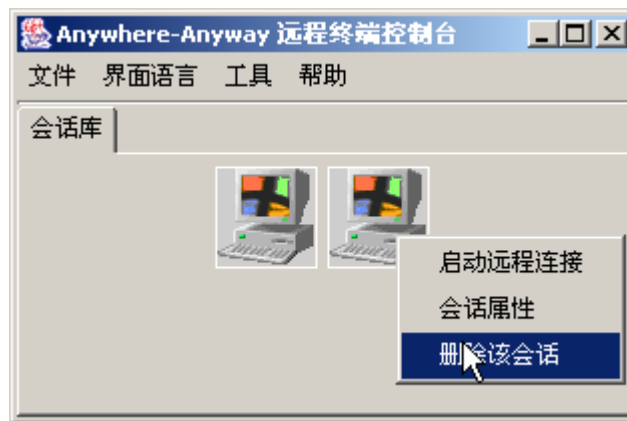 Anywhere-Anyway 远程终端控制台
文件 界面语言 工具 帮助
会话库
启动远程连接
会话属性
删除该会话